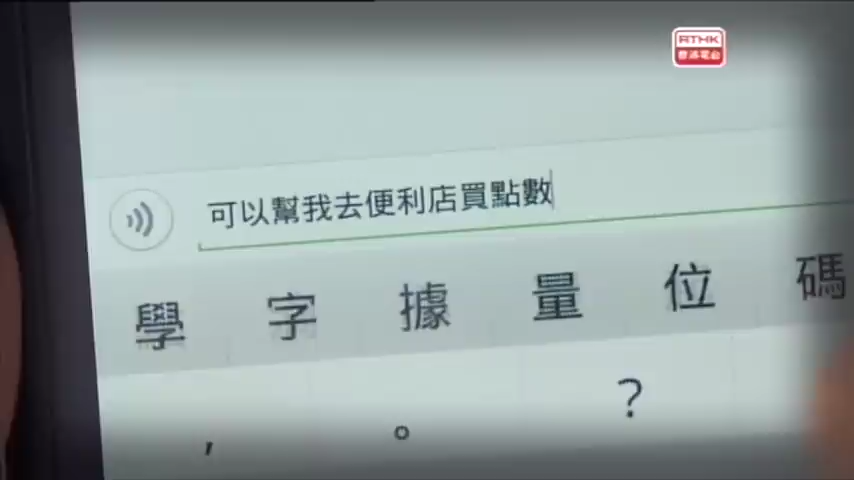 RTHK
香港電台
可以幫我去便利店買點數
學 字 據 量 位 碼
， 。 ？